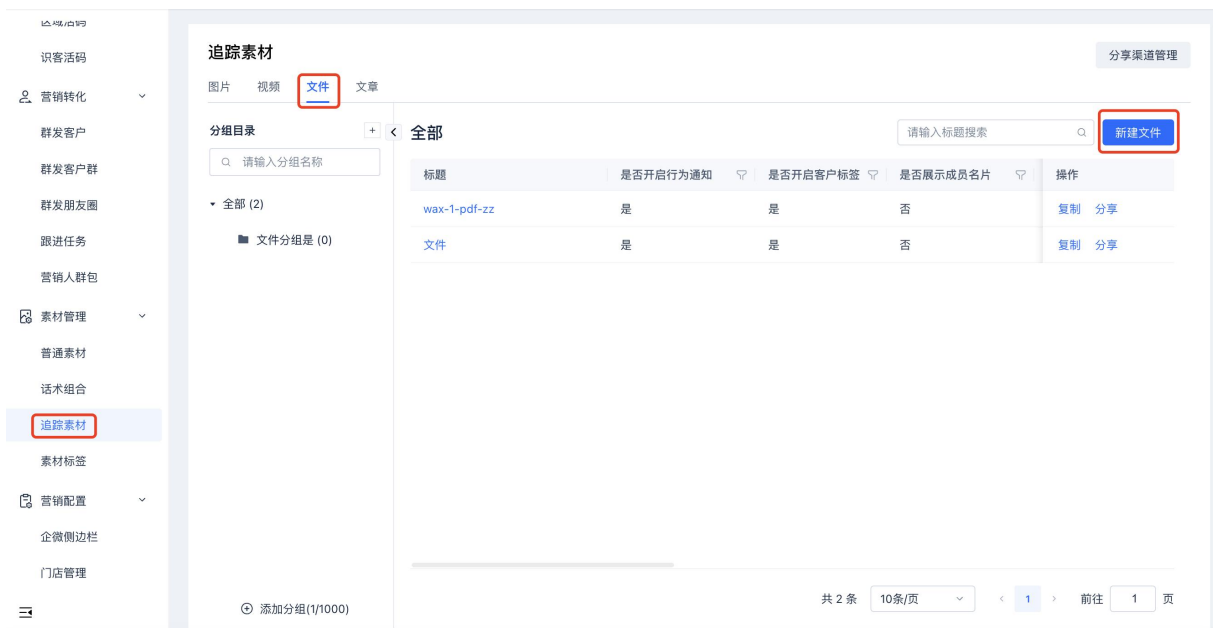 区域活码
识客活码
营销转化
群发客户
群发客户群
群发朋友圈
跟进任务
营销人群包
素材管理
普通素材
话术组合
追踪素材
素材标签
营销配置
企微侧边栏
门店管理
追踪素材
分享渠道管理
图片 视频 文件 文章
分组目录
请输入分组名称
全部 (2)
文件分组是 (0)
添加分组(1/1000)
全部
请输入标题搜索
新建文件
标题 是否开启行为通知 是否开启客户标签 是否展示成员名片 操作
wax-1-pdf-zz 是 是 否 复制 分享
文件 是 是 否 复制 分享
共 2 条 10条/页 1 前往 1 页